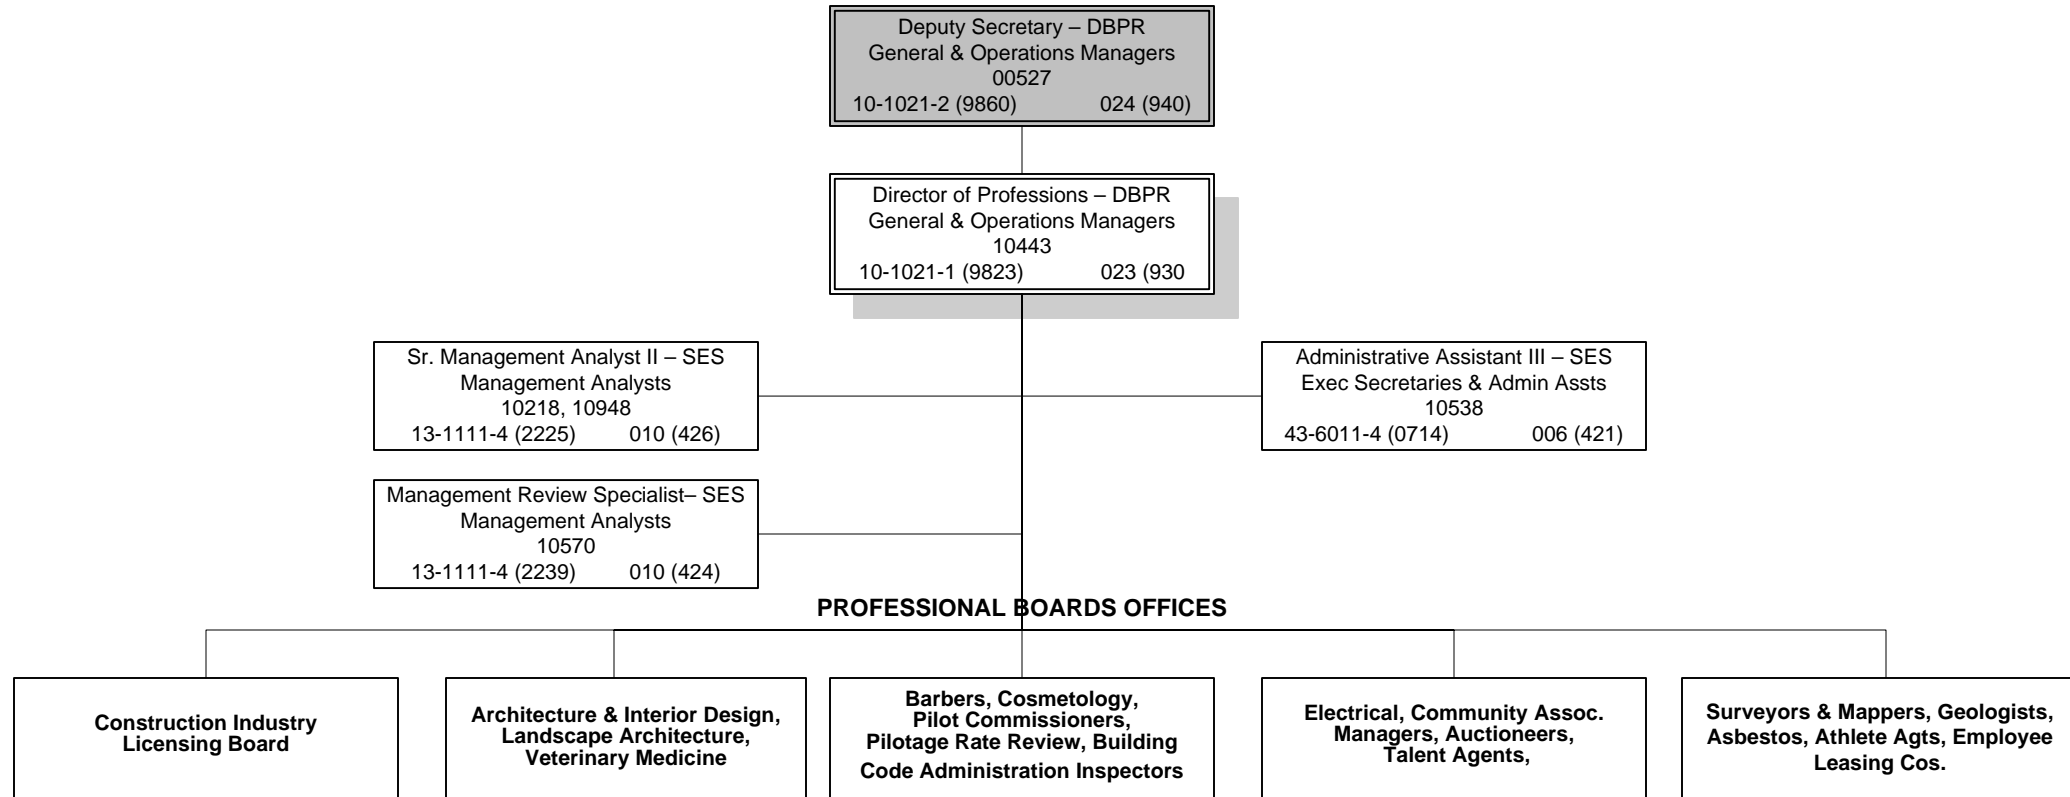 Deputy Secretary – DBPR
General & Operations Managers
00527
10-1021-2 (9860) 024 (940)
Director of Professions – DBPR
General & Operations Managers
10443
10-1021-1 (9823) 023 (930
Sr. Management Analyst II – SES
Management Analysts
10218, 10948
13-1111-4 (2225) 010 (426)
Administrative Assistant III – SES
Exec Secretaries & Admin Assts
10538
43-6011-4 (0714) 006 (421)
Management Review Specialist– SES
Management Analysts
10570
13-1111-4 (2239) 010 (424)
PROFESSIONAL BOARDS OFFICES
Construction Industry
Licensing Board
Architecture & Interior Design,
Landscape Architecture,
Veterinary Medicine
Barbers, Cosmetology,
Pilot Commissioners,
Pilotage Rate Review, Building
Code Administration Inspectors
Electrical, Community Assoc.
Managers, Auctioneers,
Talent Agents,
Surveyors & Mappers, Geologists,
Asbestos, Athlete Agts, Employee
Leasing Cos.